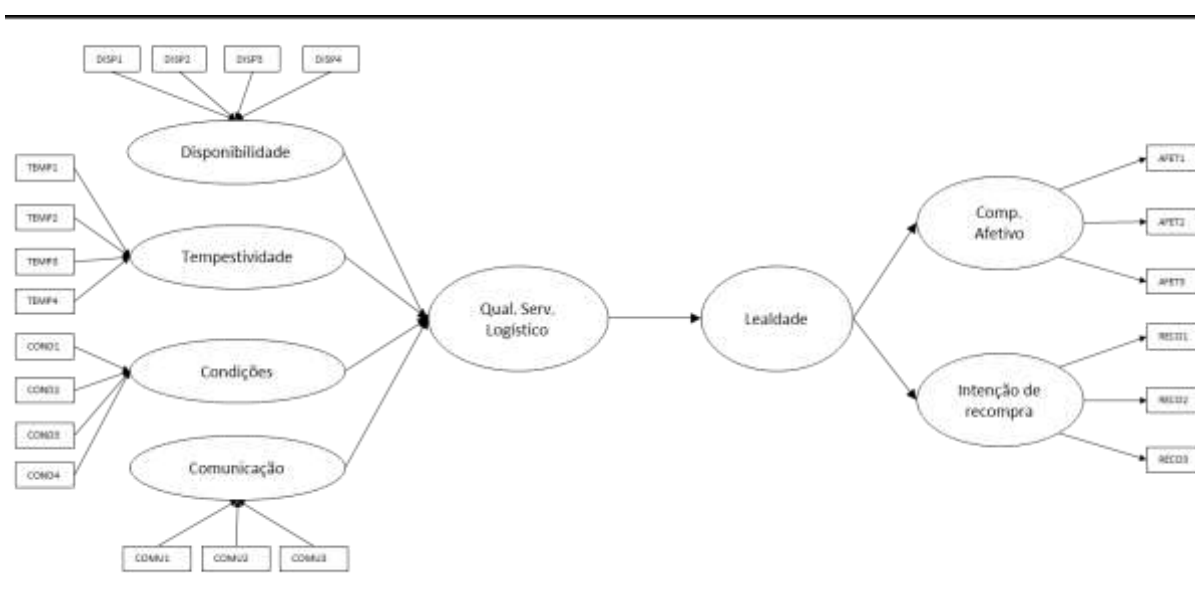 DISP1
DISP2
DISP3
DISP4
Disponibilidade
TEMP1
TEMP2
TEMP3
TEMP4
Tempestividade
COND1
COND2
COND3
COND4
Condições
Comunicação
COMU1
COMU2
COMU3
Qual. Serv.
Logístico
Lealdade
Comp.
Afetivo
AFET1
AFET2
AFET3
Intenção de
recompra
RECO1
RECO2
RECO3